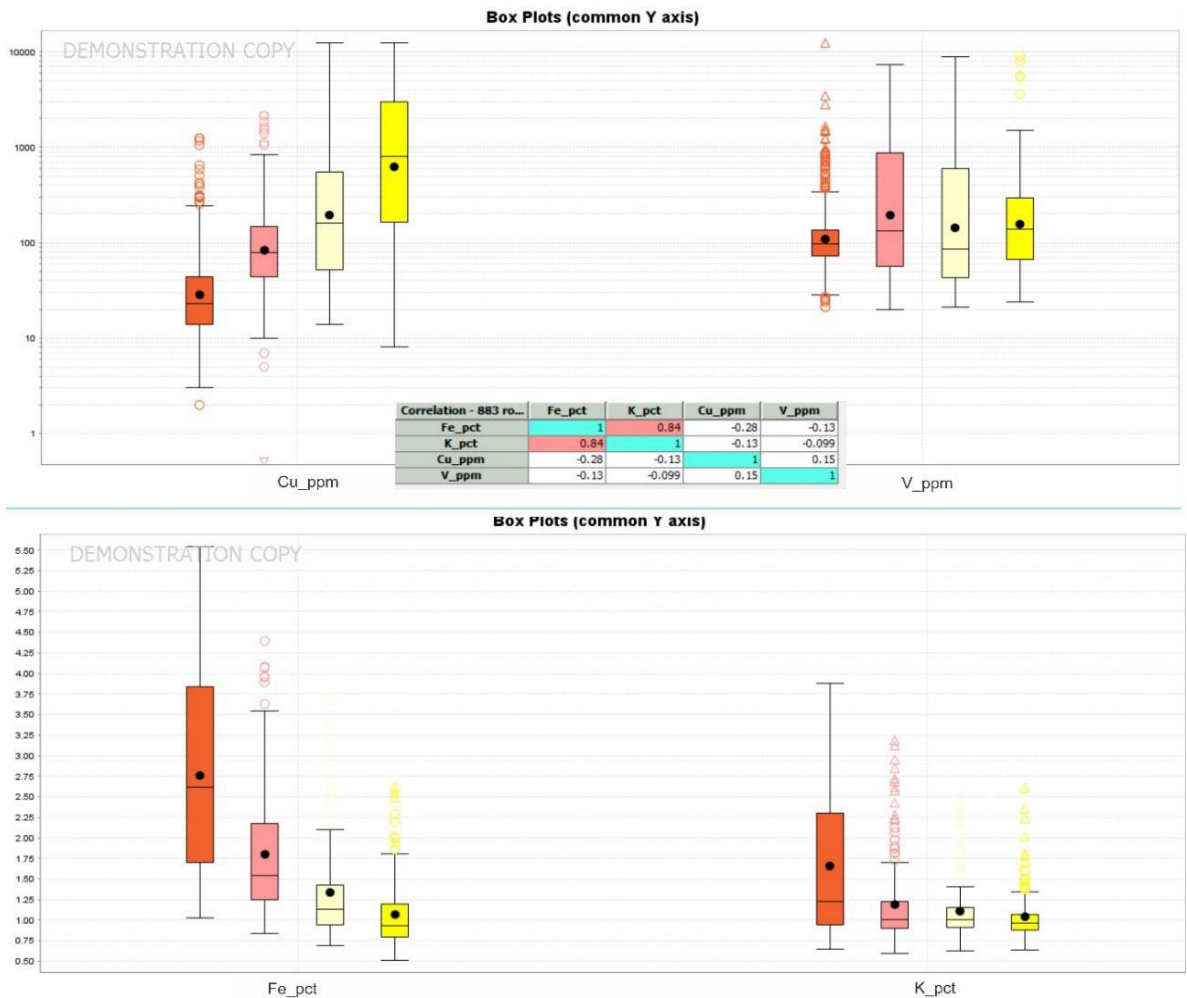 Box Plots (common Y axis)
DEMONSTRATION COPY
10000
1000
100
10
1
Correlation - 883 ro... Fe_pct K_pct Cu_ppm V_ppm
Fe_pct 1 0.84 -0.28 -0.13
K_pct 0.84 1 -0.13 -0.099
Cu_ppm -0.28 -0.13 1 0.15
V_ppm -0.13 -0.099 0.15 1
Cu_ppm V_ppm
Box Plots (common Y axis)
DEMONSTRATION COPY
5.50
5.25
5.00
4.75
4.50
4.25
4.00
3.75
3.50
3.25
3.00
2.75
2.50
2.25
2.00
1.75
1.50
1.25
1.00
0.75
0.50
Fe_pct K_pct